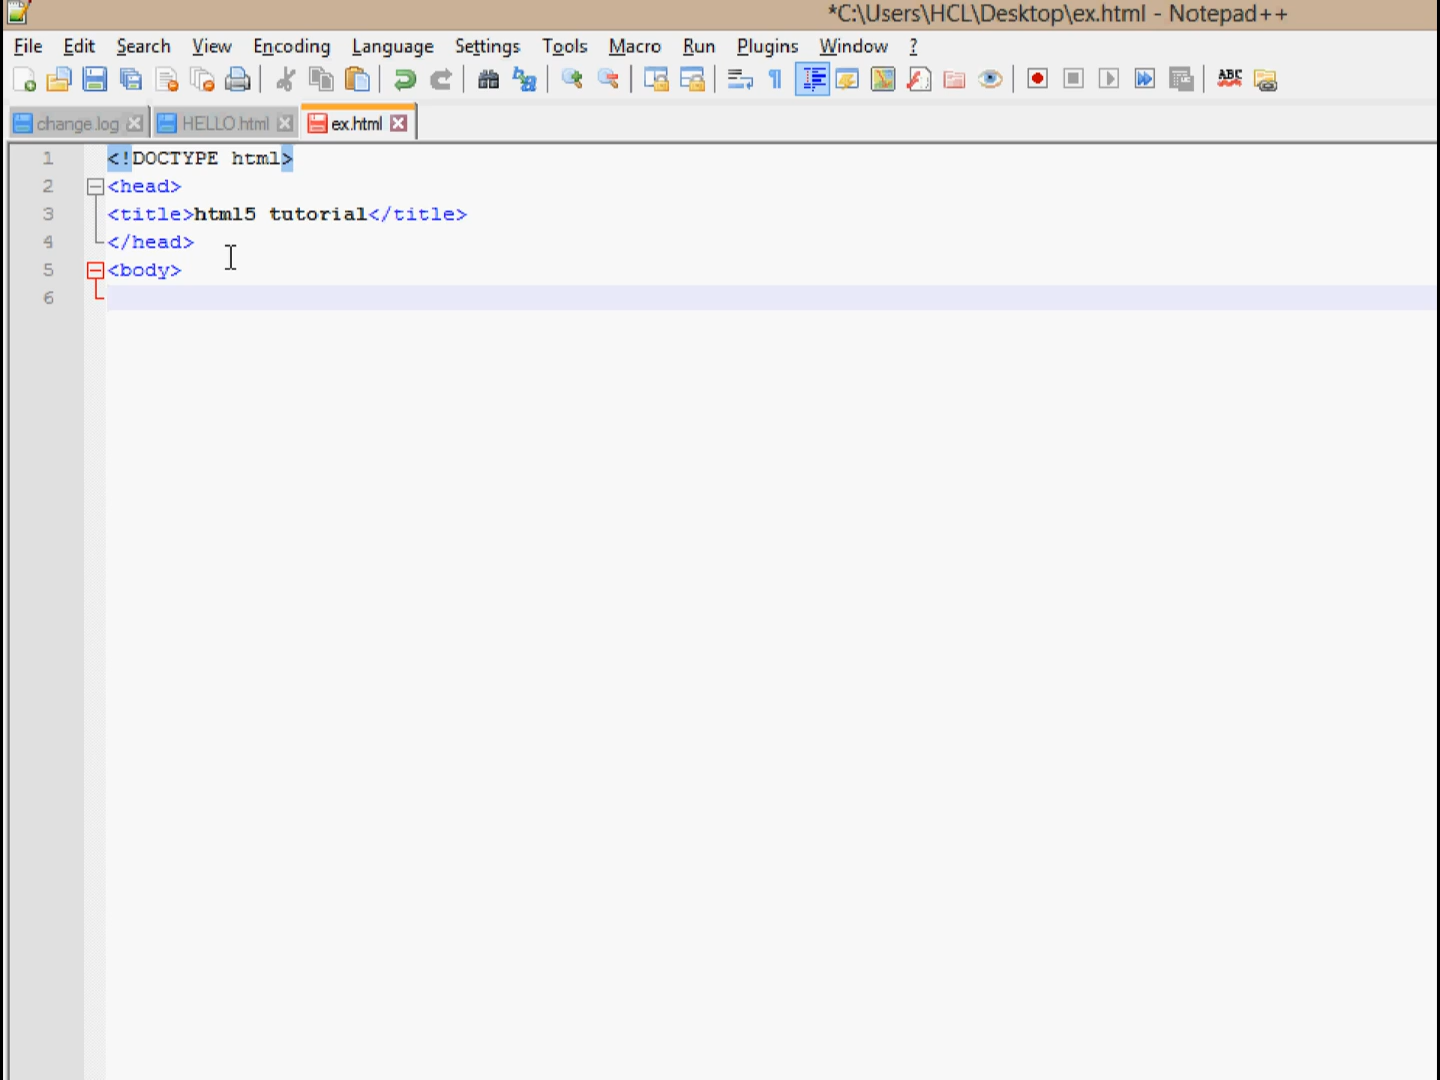 *C:\Users\HCL\Desktop\ex.html - Notepad++
File Edit Search View Encoding Language Settings Tools Macro Run Plugins Window ?
ABC
change.log HELLO.html ex.html
1 <!DOCTYPE html>
2 <head>
3 <title>html5 tutorial</title>
4 </head>
5 <body>
6